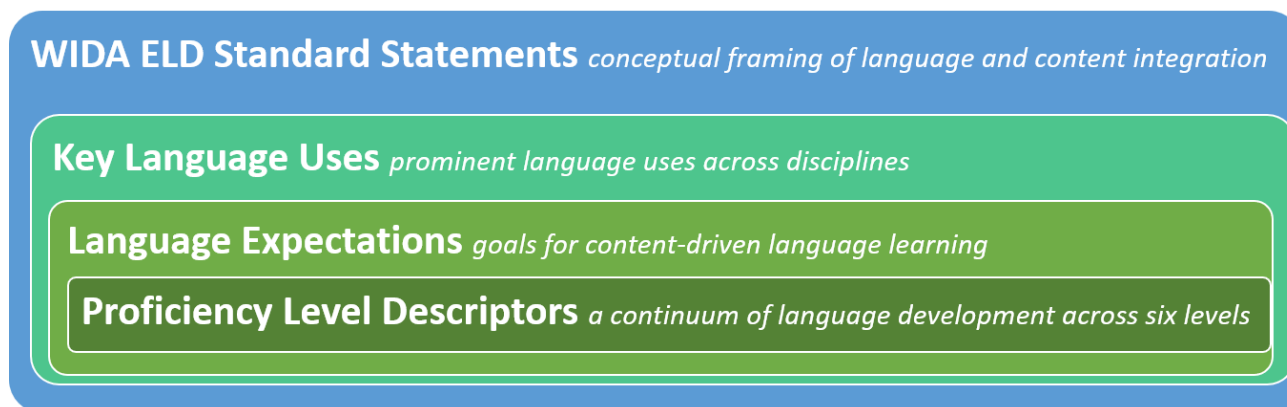 WIDA ELD Standard Statements conceptual framing of language and content integration
Key Language Uses prominent language uses across disciplines
Language Expectations goals for content-driven language learning
Proficiency Level Descriptors a continuum of language development across six levels